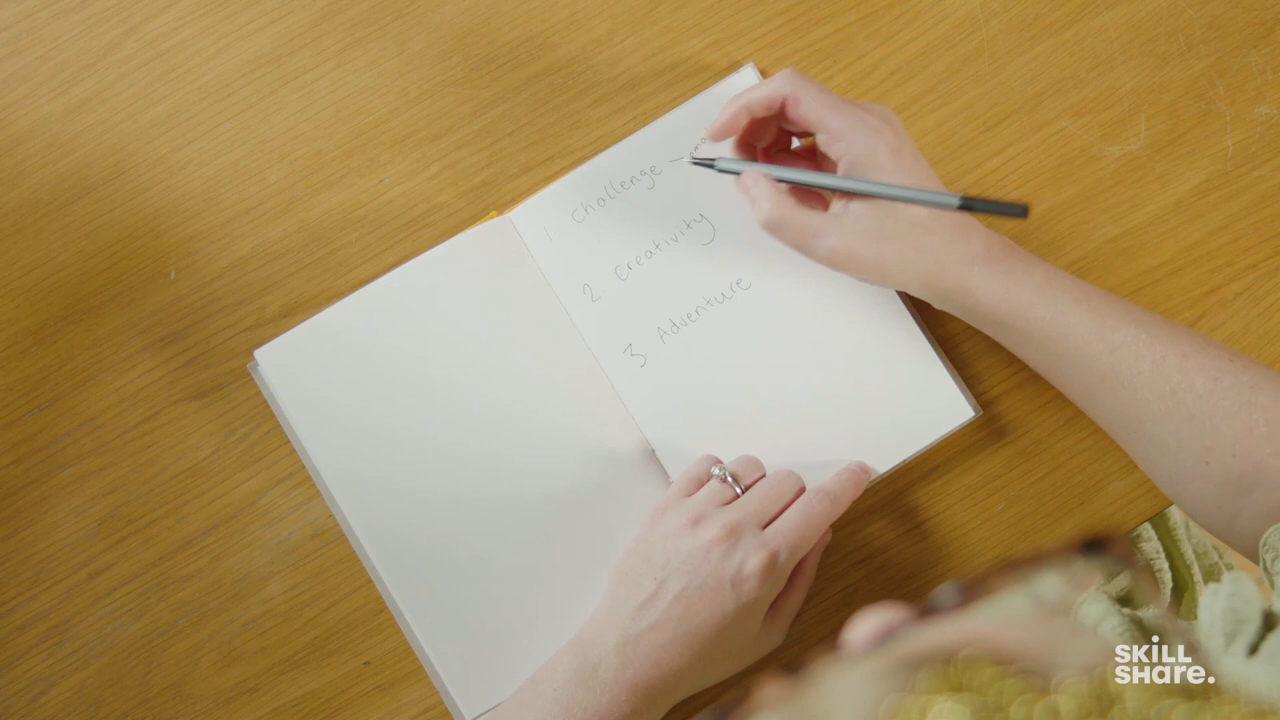 1 Challenge –
2 Creativity
3 Adventure
SKILL
SHARE.